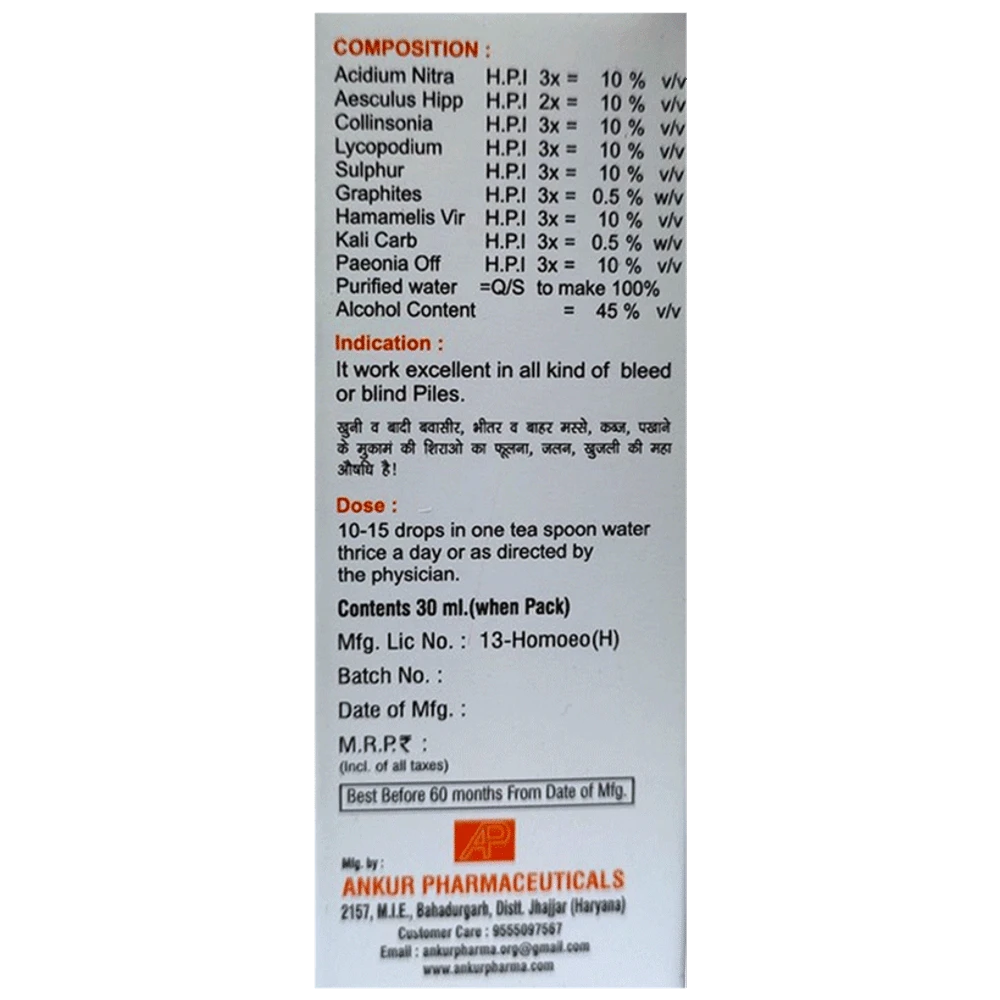 COMPOSITION :
Acidium Nitra H.P.I 3x = 10 % v/v
Aesculus Hipp H.P.I 2x = 10 % v/v
Collinsonia H.P.I 3x = 10 % v/v
Lycopodium H.P.I 3x = 10 % v/v
Sulphur H.P.I 3x = 10 % v/v
Graphites H.P.I 3x = 0.5 % w/v
Hamamelis Vir H.P.I 3x = 10 % v/v
Kali Carb H.P.I 3x = 0.5 % w/v
Paeonia Off H.P.I 3x = 10 % v/v
Purified water =Q/S to make 100%
Alcohol Content = 45 % v/v
Indication :
It work excellent in all kind of bleed
or blind Piles.
खुनी व बादी बवासीर, भीतर व बाहर मस्से, कब्ज, पखाने
के मुकामं की शिराओ का फूलना, जलन, खुजली की महा
औषधि है!
Dose :
10-15 drops in one tea spoon water
thrice a day or as directed by
the physician.
Contents 30 ml.(when Pack)
Mfg. Lic No. : 13-Homoeo(H)
Batch No. :
Date of Mfg. :
M.R.P.₹ :
(Incl. of all taxes)
Best Before 60 months From Date of Mfg.
AP
Mfg. by :
ANKUR PHARMACEUTICALS
2157, M.I.E., Bahadurgarh, Distt. Jhajjar (Haryana)
Customer Care : 9555097567
Email : ankurpharma.org@gmail.com
www.ankurpharma.com